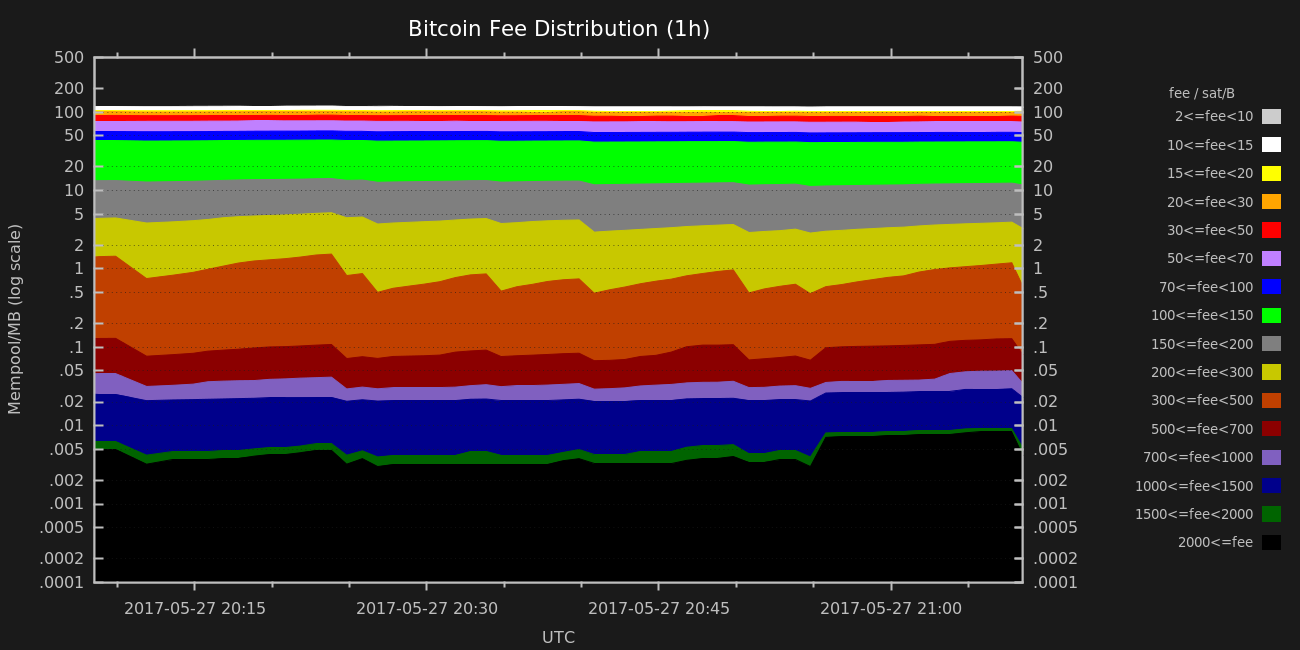 Bitcoin Fee Distribution (1h)
Mempool/MB (log scale)
500
200
100
50
20
10
5
2
1
.5
.2
.1
.05
.02
.01
.005
.002
.001
.0005
.0002
.0001
500
200
100
50
20
10
5
2
1
.5
.2
.1
.05
.02
.01
.005
.002
.001
.0005
.0002
.0001
2017-05-27 20:15
2017-05-27 20:30
2017-05-27 20:45
2017-05-27 21:00
UTC
fee / sat/B
2<=fee<10
10<=fee<15
15<=fee<20
20<=fee<30
30<=fee<50
50<=fee<70
70<=fee<100
100<=fee<150
150<=fee<200
200<=fee<300
300<=fee<500
500<=fee<700
700<=fee<1000
1000<=fee<1500
1500<=fee<2000
2000<=fee